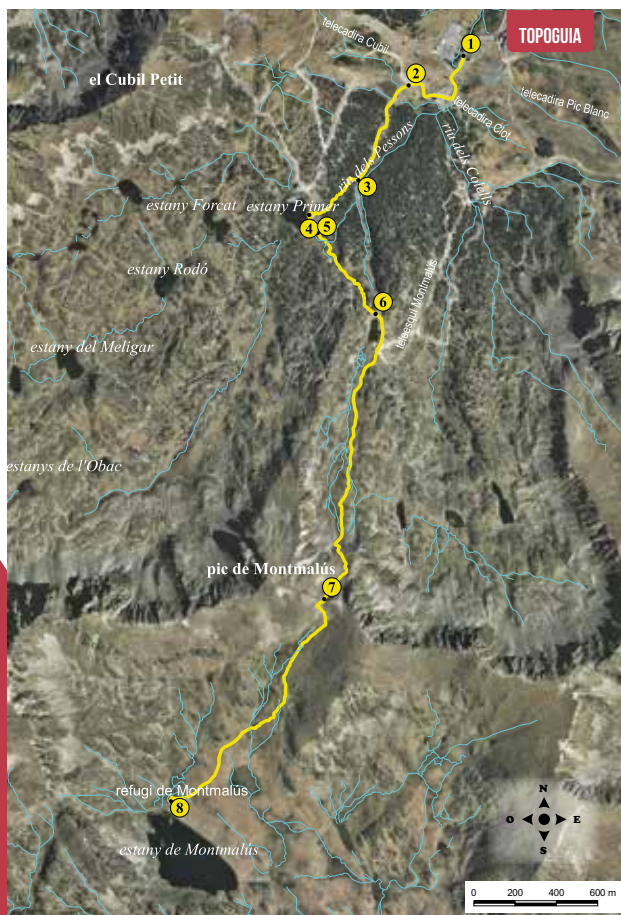 TOPOGUIA
telecadira Cubil
1
2
el Cubil Petit
telecadira Pic Blanc
telecadira Clot
riu dels Pessons
riu dels Colells
3
estany Forcat
estany Primer
4
5
estany Rodó
6
teleesquí Montmalús
estany del Meligar
estanys de l'Obac
pic de Montmalús
7
refugi de Montmalús
8
estany de Montmalús
N
O
E
S
0 200 400 600 m